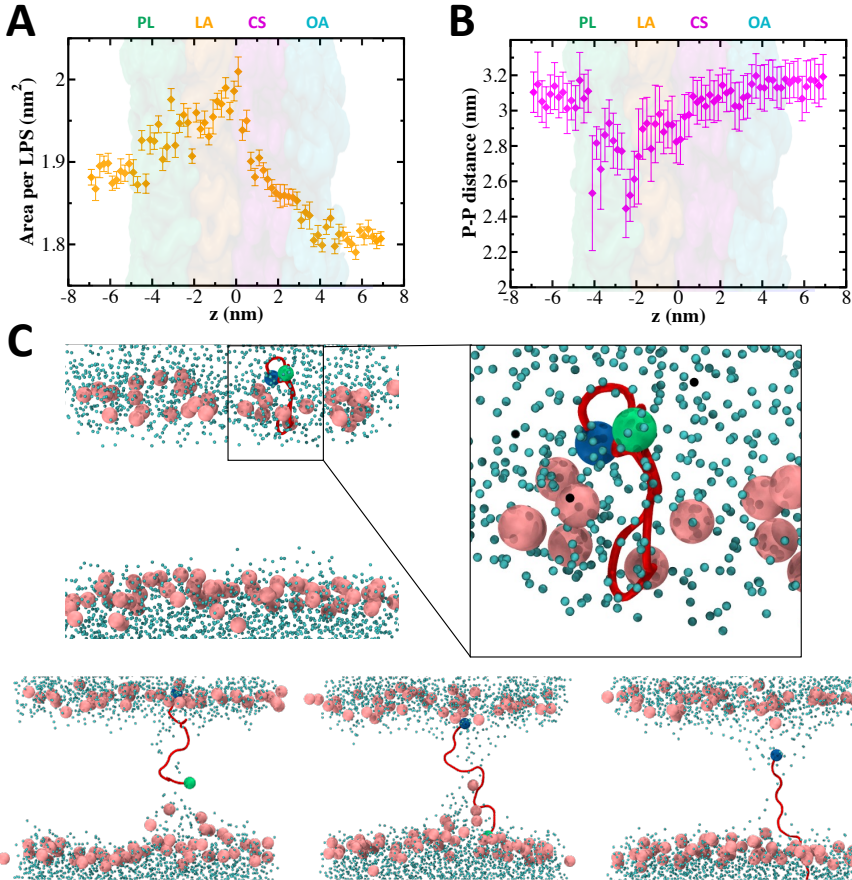 A
PL LA CS OA
Area per LPS (nm²)
2
1.9
1.8
-8 -6 -4 -2 0 2 4 6 8
z (nm)
B
PL LA CS OA
P-P distance (nm)
3.2
3
2.8
2.6
2.4
2.2
2
-8 -6 -4 -2 0 2 4 6 8
z (nm)
C